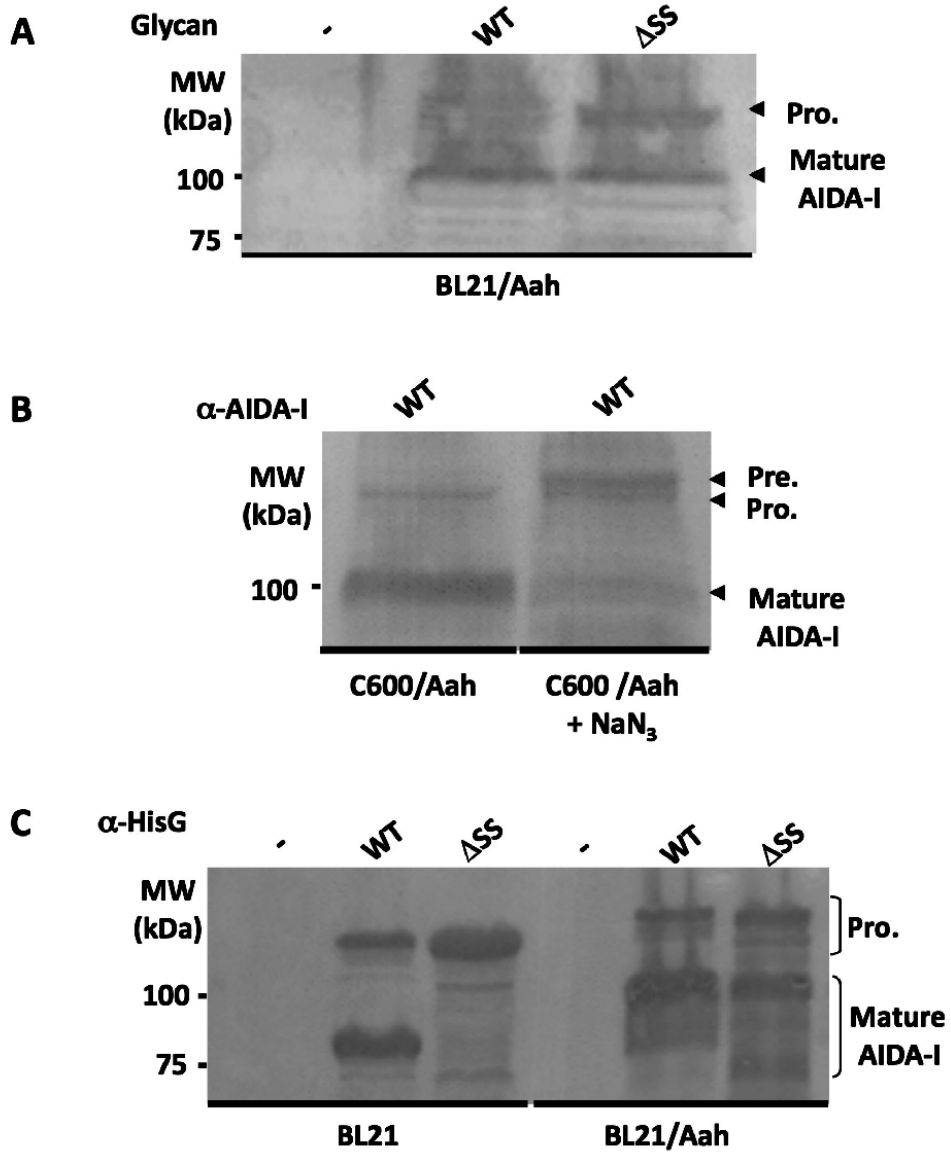 A
Glycan - WT ΔSS
MW
(kDa)
Pro.
Mature
AIDA-I
100
75
BL21/Aah
B
α-AIDA-I WT WT
MW
(kDa)
Pre.
Pro.
100
Mature
AIDA-I
C600/Aah C600 /Aah
+ NaN₃
C
α-HisG - WT ΔSS - WT ΔSS
MW
(kDa)
Pro.
100
Mature
AIDA-I
75
BL21 BL21/Aah